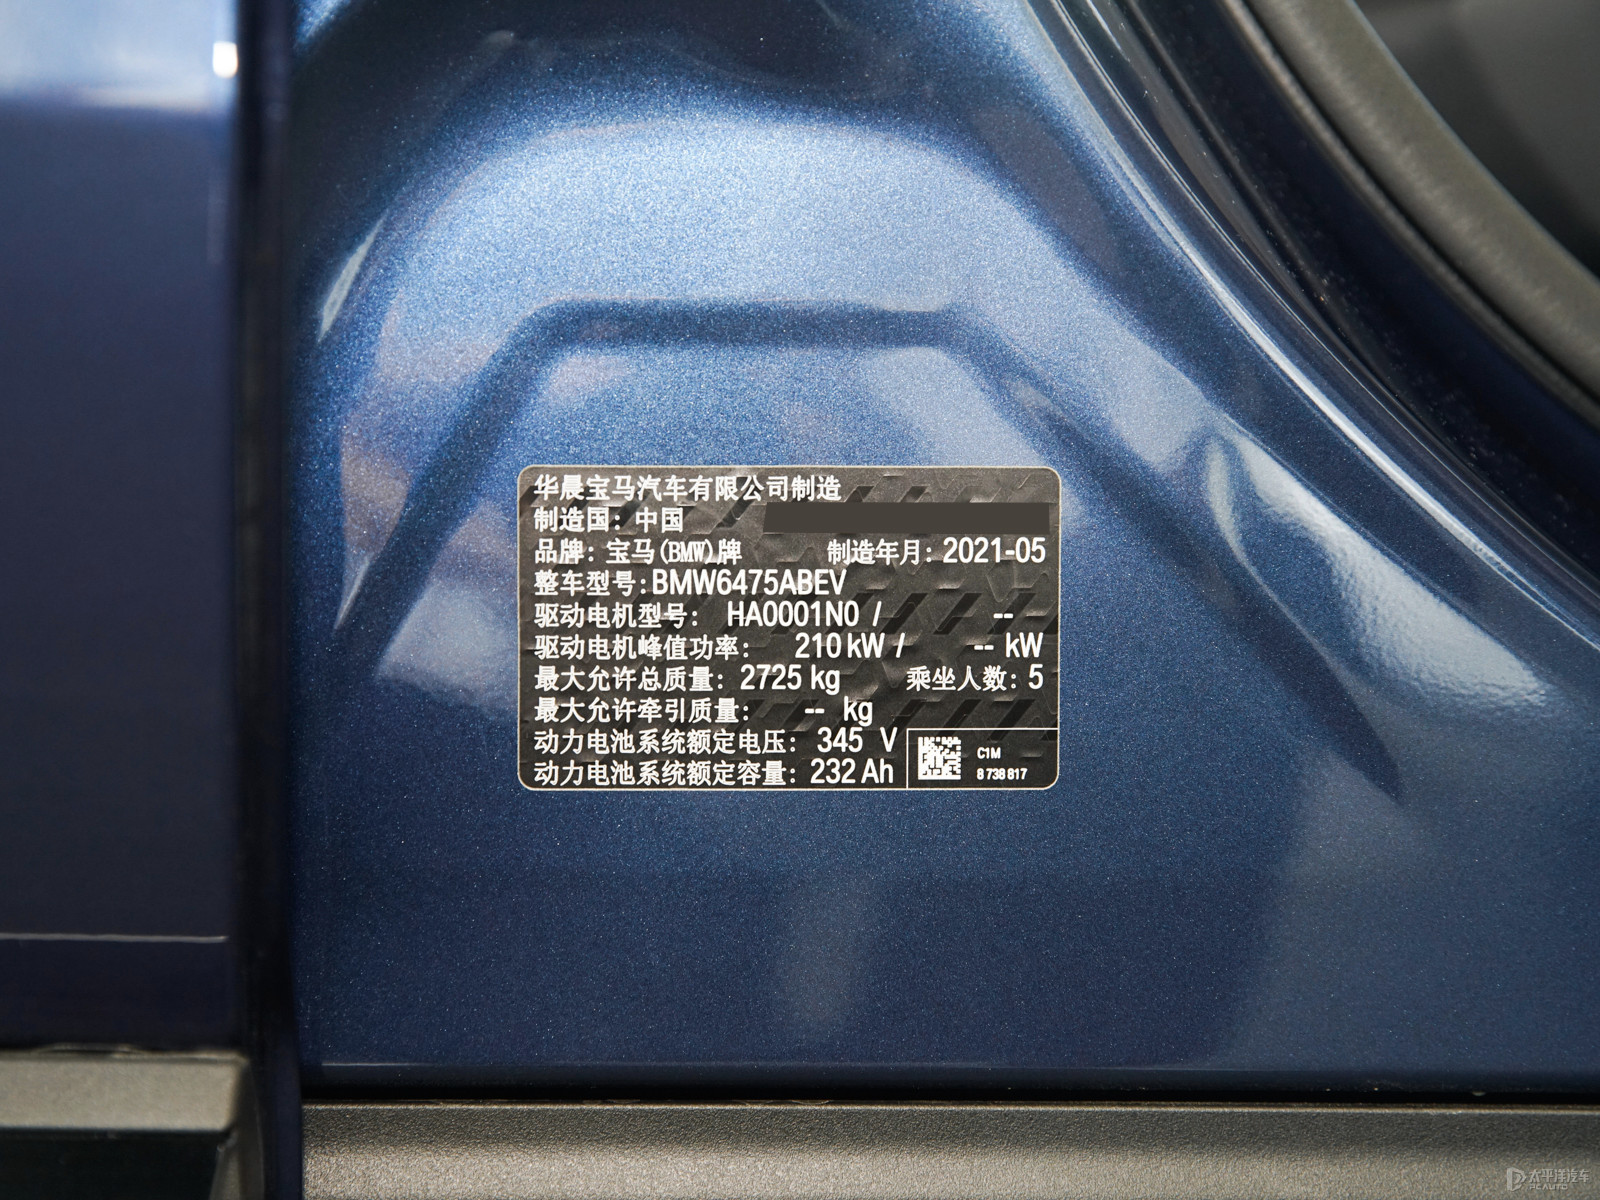 华晨宝马汽车有限公司制造
制造国：中国
品牌：宝马(BMW)牌 制造年月：2021-05
整车型号：BMW6475ABEV
驱动电机型号： HA0001N0 / --
驱动电机峰值功率： 210 kW / -- kW
最大允许总质量：2725 kg 乘坐人数：5
最大允许牵引质量： -- kg
动力电池系统额定电压： 345 V
动力电池系统额定容量：232 Ah
C1M
8 738 817
太平洋汽车
PCAUTO